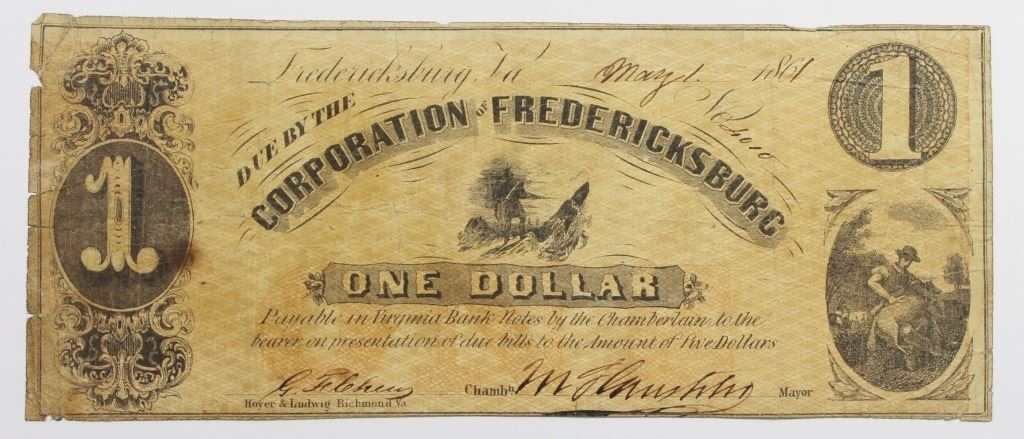 Fredericksburg, Va May 1. 1861
No
DUE BY THE
CORPORATION OF FREDERICKSBURG
1
1
ONE DOLLAR
Payable in Virginia Bank Notes by the Chamberlain, to the
bearer, on presentation of due bills to the Amount of Five Dollars
Chambn. Mayor
Hoyer & Ludwig Richmond Va